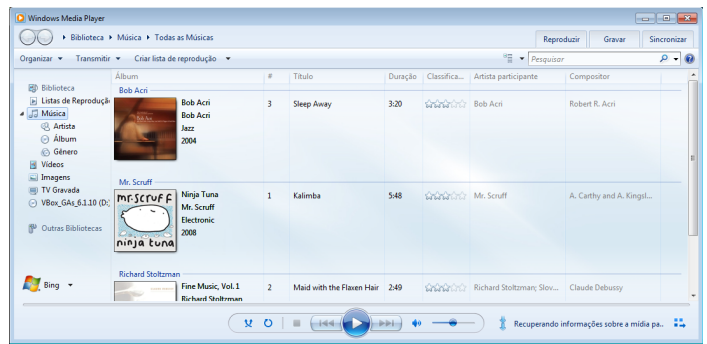 Windows Media Player
Biblioteca ▸ Música ▸ Todas as Músicas
Reproduzir Gravar Sincronizar
Organizar Transmitir Criar lista de reprodução Pesquisar
Álbum # Título Duração Classifica... Artista participante Compositor
Biblioteca
Listas de Reproduçã
Música
Artista
Álbum
Gênero
Vídeos
Imagens
TV Gravada
VBox_GAs_6.1.10 (D:)
Outras Bibliotecas
Bing
Bob Acri
Bob Acri 3 Sleep Away 3:20 Bob Acri Robert R. Acri
Bob Acri
Jazz
2004
Mr. Scruff
mr.scruff
ninja tuna
Ninja Tuna 1 Kalimba 5:48 Mr. Scruff A. Carthy and A. Kingsl...
Mr. Scruff
Electronic
2008
Richard Stoltzman
Fine Music, Vol. 1 2 Maid with the Flaxen Hair 2:49 Richard Stoltzman; Slov... Claude Debussy
Richard Stoltzman
Recuperando informações sobre a mídia pa..